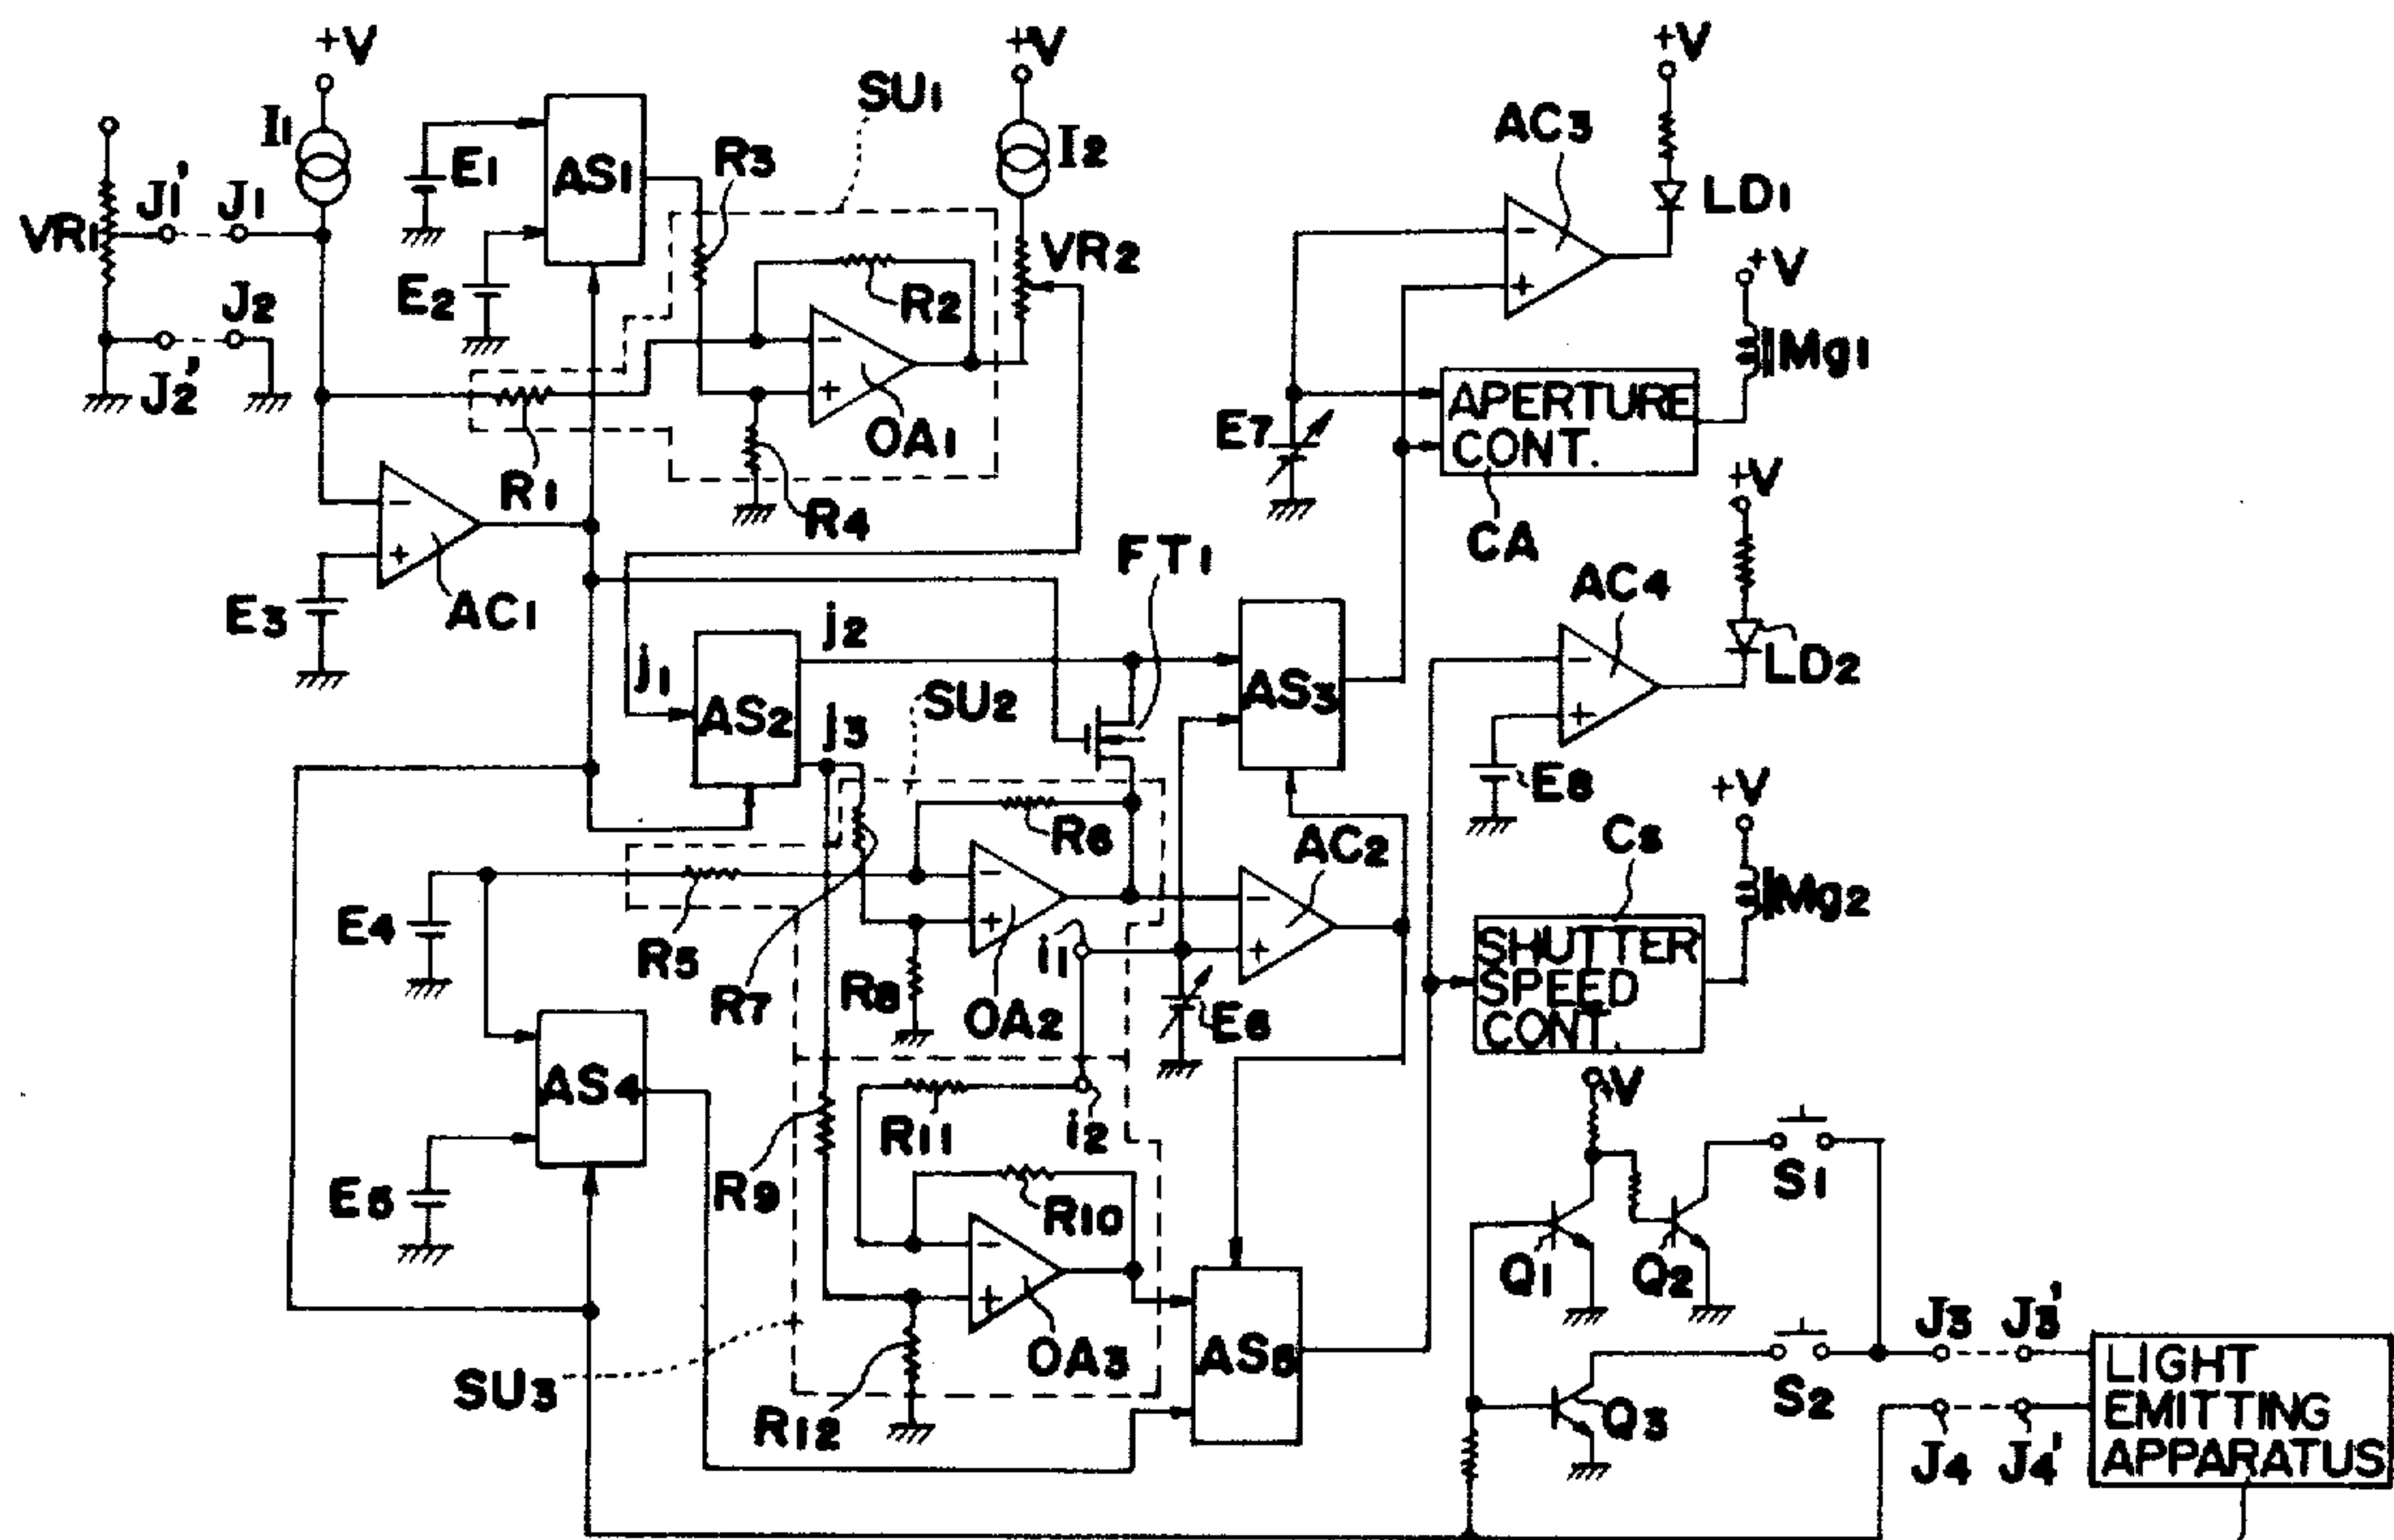 +V
I1
VR1
J1'
J1
J2
J2'
E1
E2
AS1
SU1
R3
+V
I2
VR2
R2
-
+
OA1
R1
R4
-
+
AC1
E3
AC3
-
+
+V
LD1
+V
Mg1
E7
APERTURE
CONT.
CA
+V
AC4
-
+
LD2
E8
FT1
j1
AS2
j2
j3
SU2
AS3
R6
R5
R7
R8
-
+
OA2
i1
AC2
-
+
E6
E4
AS4
E5
R9
R11
i2
R10
-
+
OA3
R12
SU3
AS5
Cs
SHUTTER
SPEED
CONT.
+V
Mg2
+V
Q1
Q2
S1
S2
Q3
J3
J3'
J4
J4'
LIGHT
EMITTING
APPARATUS